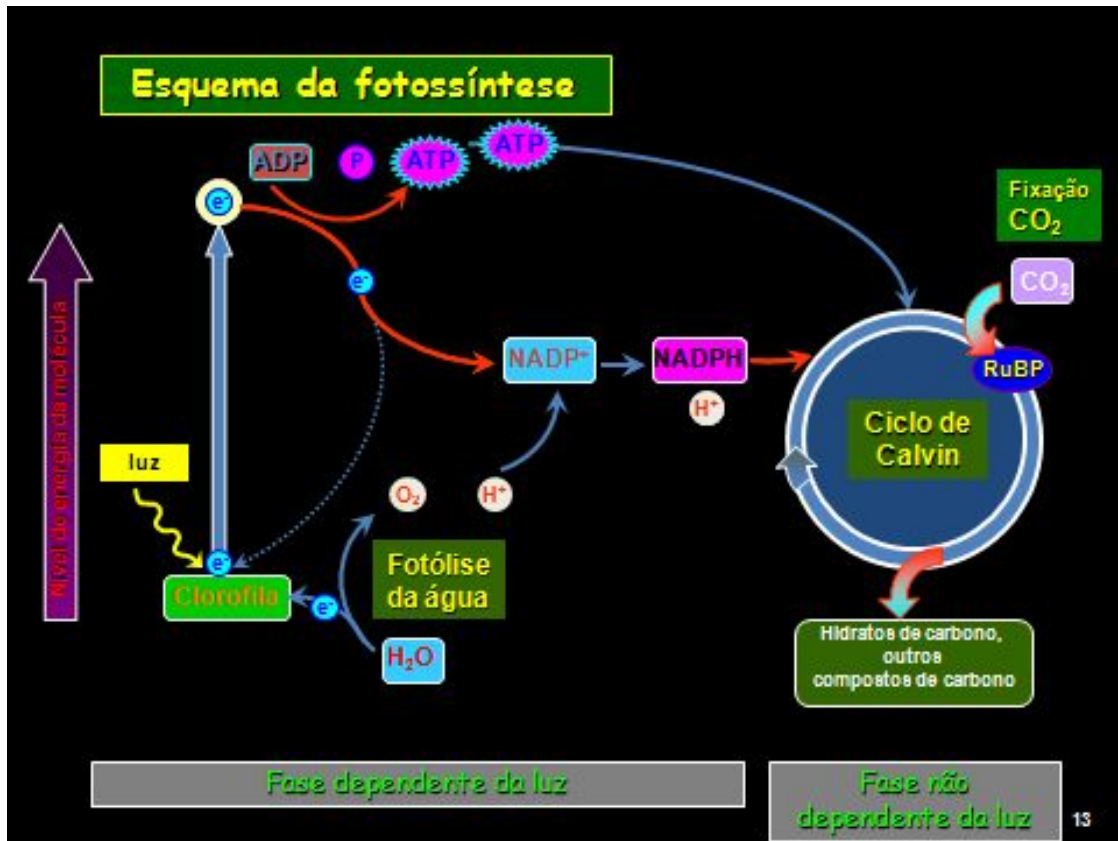 Esquema da fotossíntese
ADP
P
ATP
ATP
e⁻
Fixação
CO₂
CO₂
RuBP
Nível de energia da molécula
e⁻
NADP⁺
NADPH
H⁺
Ciclo de
Calvin
luz
O₂
H⁺
e⁻
Clorofila
e⁻
Fotólise
da água
H₂O
Hidratos de carbono,
outros
compostos de carbono
Fase dependente da luz
Fase não
dependente da luz
13